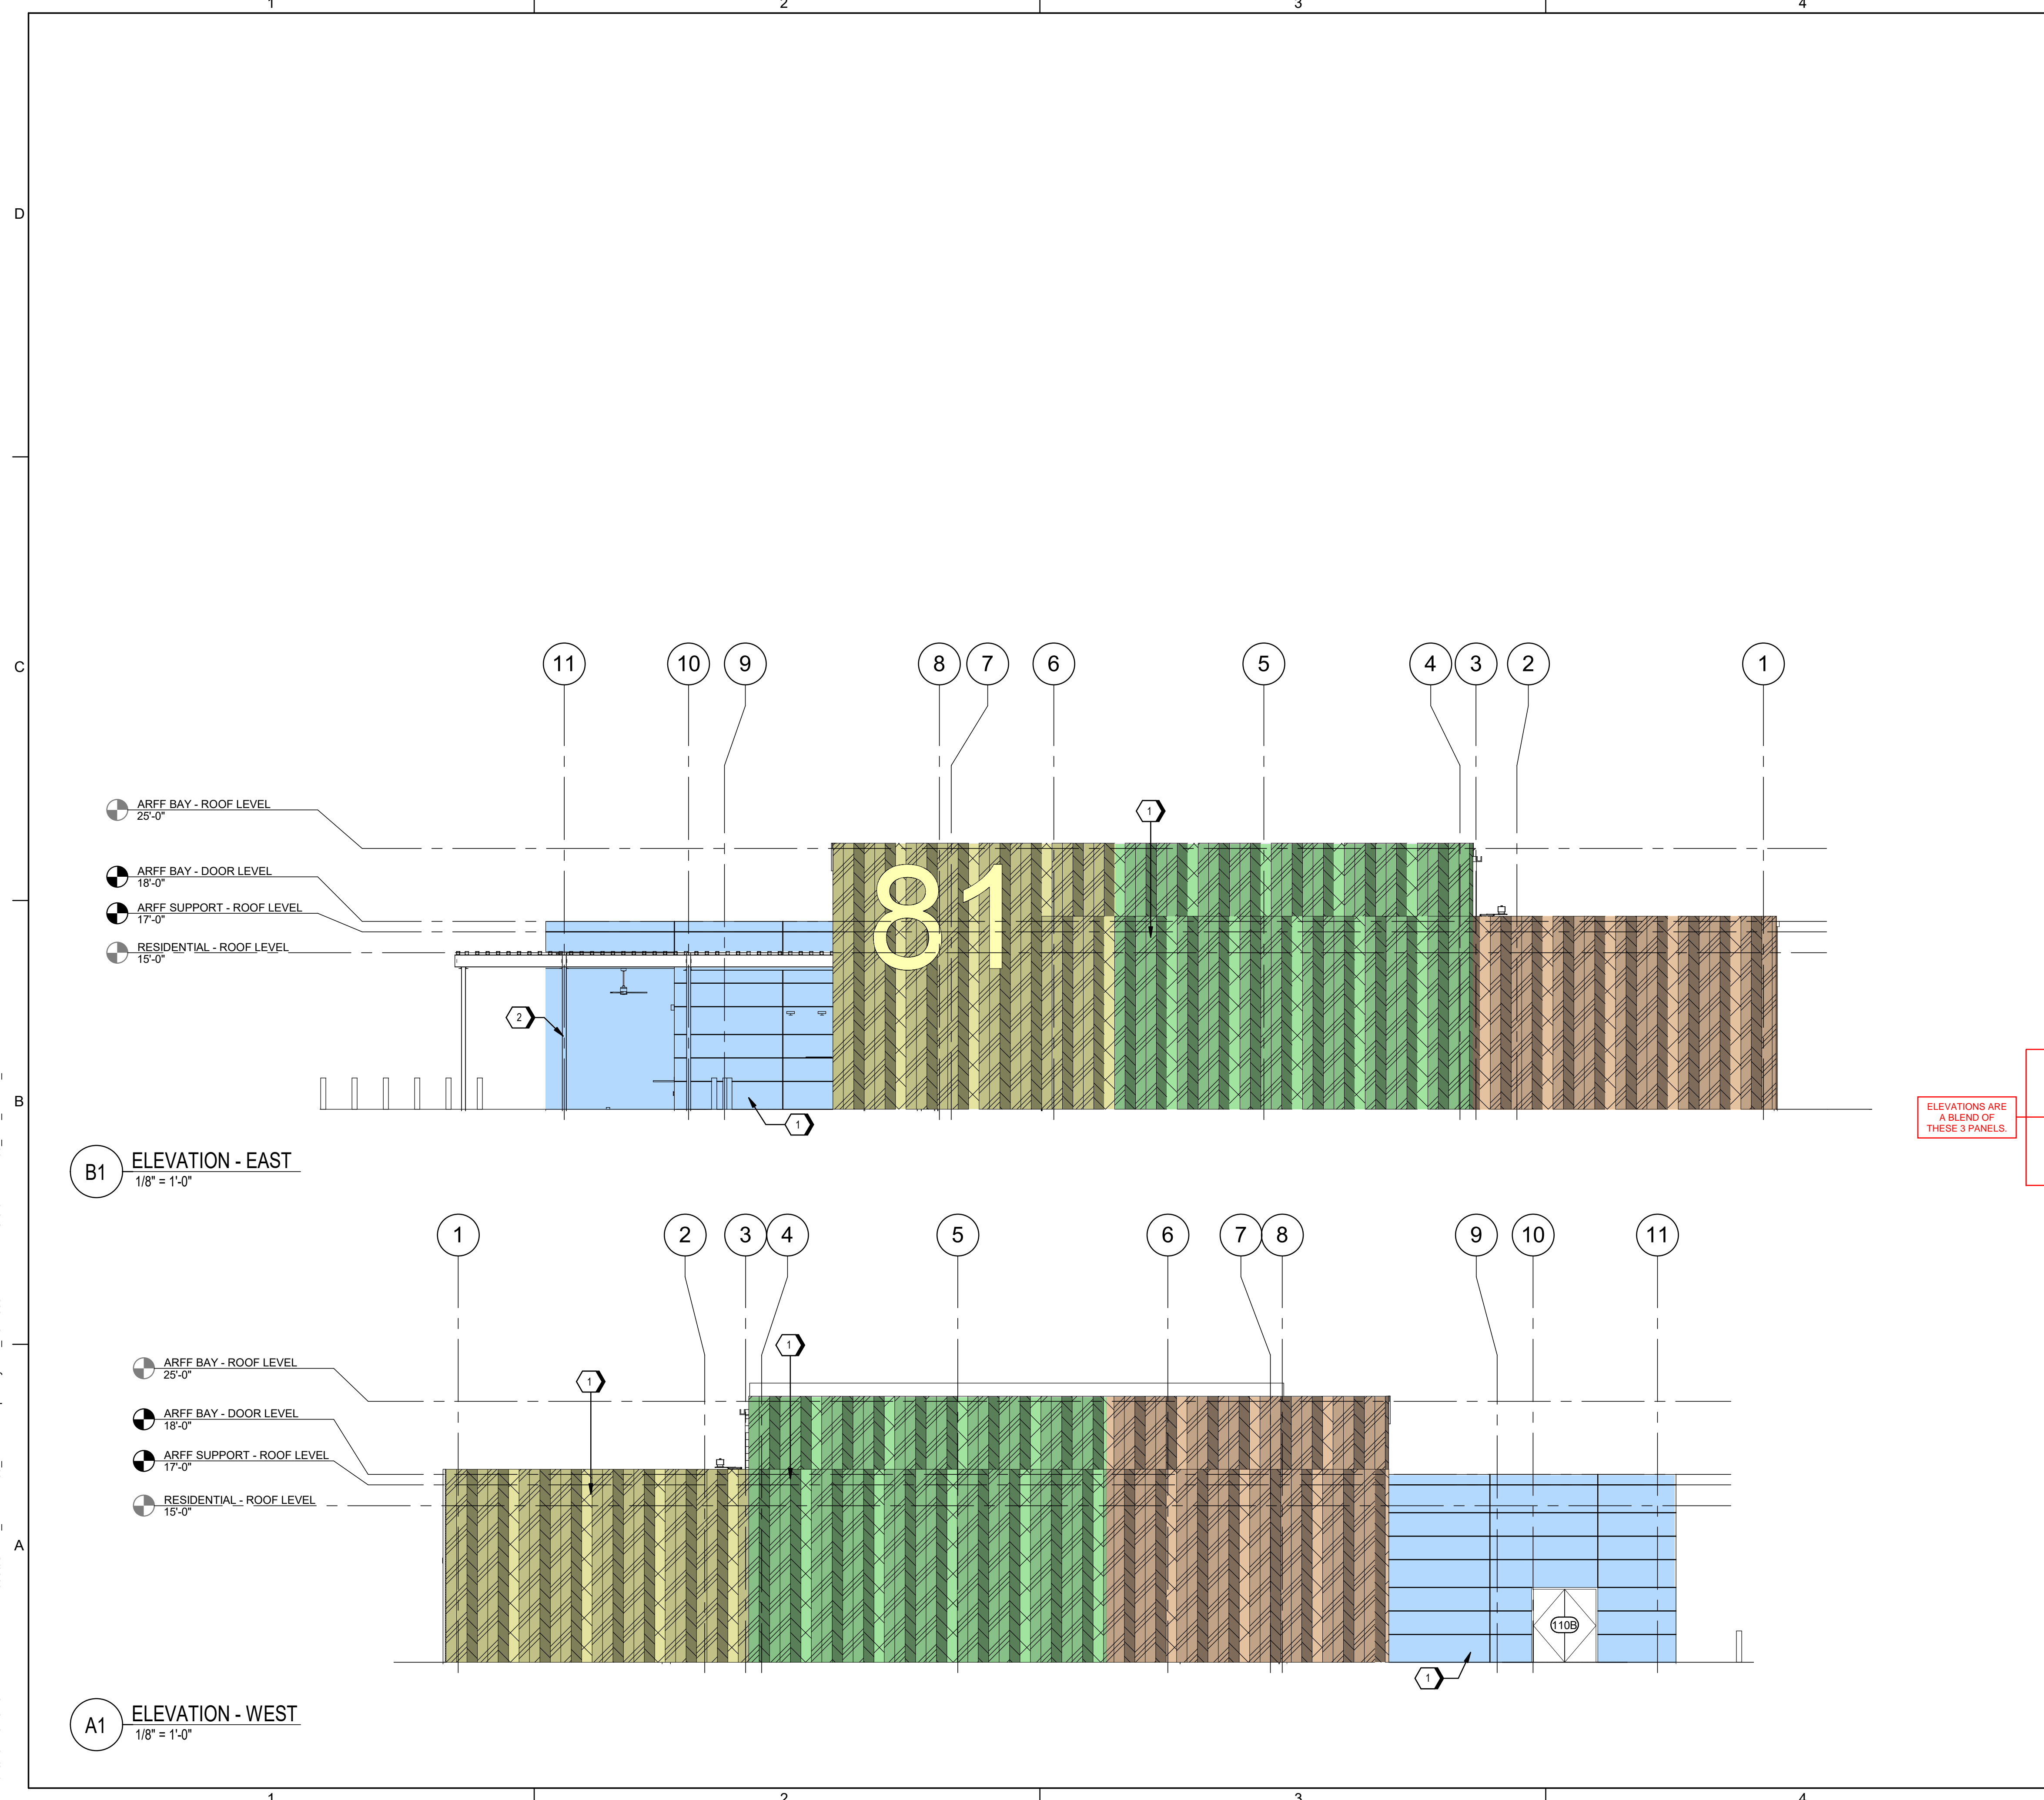 1 2 3 4
D
C
B
A
11 10 9 8 7 6 5 4 3 2 1
ARFF BAY - ROOF LEVEL
25'-0"
1
ARFF BAY - DOOR LEVEL
18'-0"
ARFF SUPPORT - ROOF LEVEL
17'-0"
RESIDENTIAL - ROOF LEVEL
15'-0"
81
2
1
ELEVATIONS ARE
A BLEND OF
THESE 3 PANELS.
B1 ELEVATION - EAST
1/8" = 1'-0"
1 2 3 4 5 6 7 8 9 10 11
ARFF BAY - ROOF LEVEL
25'-0"
1
1
ARFF BAY - DOOR LEVEL
18'-0"
ARFF SUPPORT - ROOF LEVEL
17'-0"
RESIDENTIAL - ROOF LEVEL
15'-0"
110B
1
A1 ELEVATION - WEST
1/8" = 1'-0"
1 2 3 4